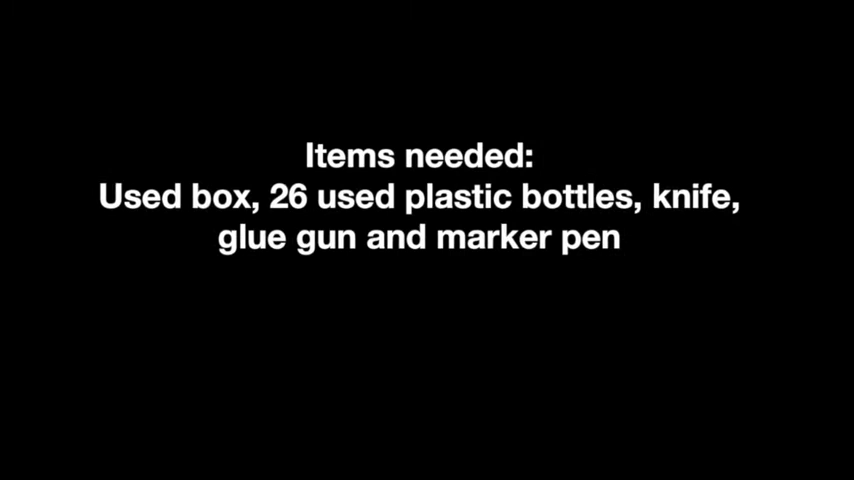 Items needed:
Used box, 26 used plastic bottles, knife,
glue gun and marker pen